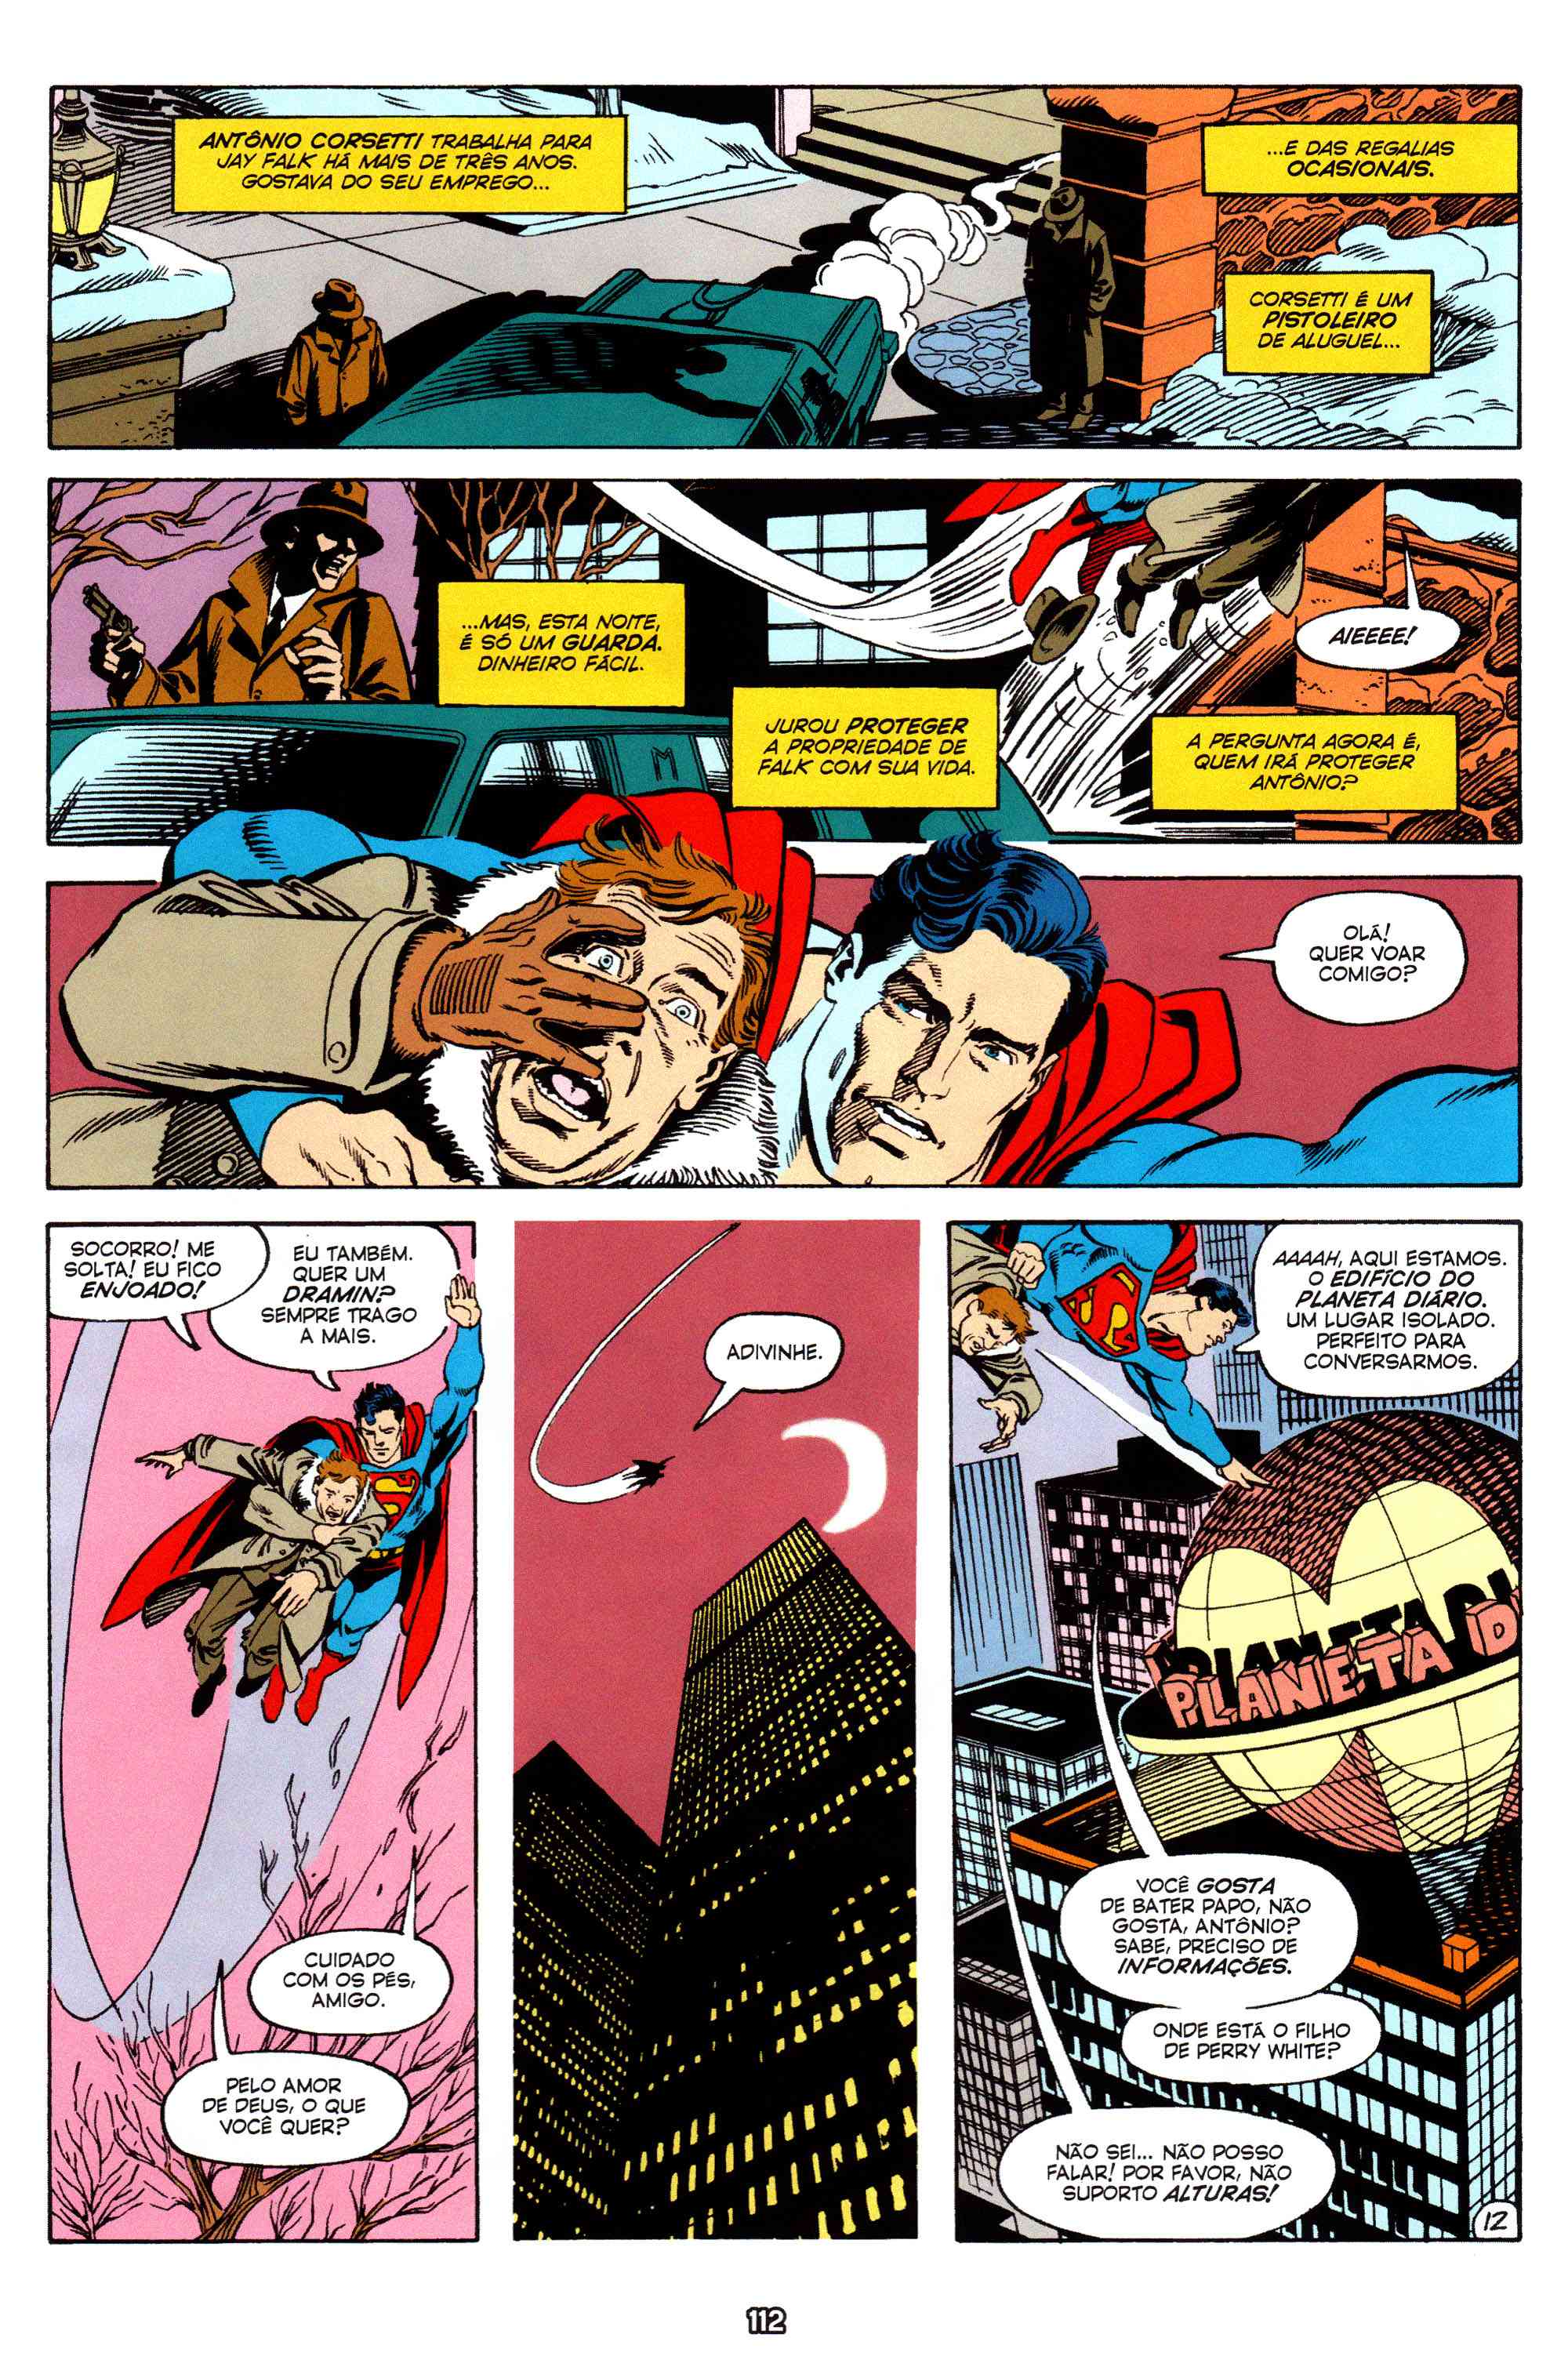 ANTÔNIO CORSETTI TRABALHA PARA
JAY FALK HÁ MAIS DE TRÊS ANOS.
GOSTAVA DO SEU EMPREGO...
...E DAS REGALIAS
OCASIONAIS.
CORSETTI É UM
PISTOLEIRO
DE ALUGUEL...
...MAS, ESTA NOITE,
É SÓ UM GUARDA.
DINHEIRO FÁCIL.
JUROU PROTEGER
A PROPRIEDADE DE
FALK COM SUA VIDA.
AIEEEE!
A PERGUNTA AGORA É,
QUEM IRÁ PROTEGER
ANTÔNIO?
OLÁ!
QUER VOAR
COMIGO?
SOCORRO! ME
SOLTA! EU FICO
ENJOADO!
EU TAMBÉM.
QUER UM
DRAMIN?
SEMPRE TRAGO
A MAIS.
CUIDADO
COM OS PÉS,
AMIGO.
PELO AMOR
DE DEUS, O QUE
VOCÊ QUER?
ADIVINHE.
AAAAH, AQUI ESTAMOS.
O EDIFÍCIO DO
PLANETA DIÁRIO.
UM LUGAR ISOLADO.
PERFEITO PARA
CONVERSARMOS.
S
PLANETA D
VOCÊ GOSTA
DE BATER PAPO, NÃO
GOSTA, ANTÔNIO?
SABE, PRECISO DE
INFORMAÇÕES.
ONDE ESTÁ O FILHO
DE PERRY WHITE?
NÃO SEI... NÃO POSSO
FALAR! POR FAVOR, NÃO
SUPORTO ALTURAS!
12
112